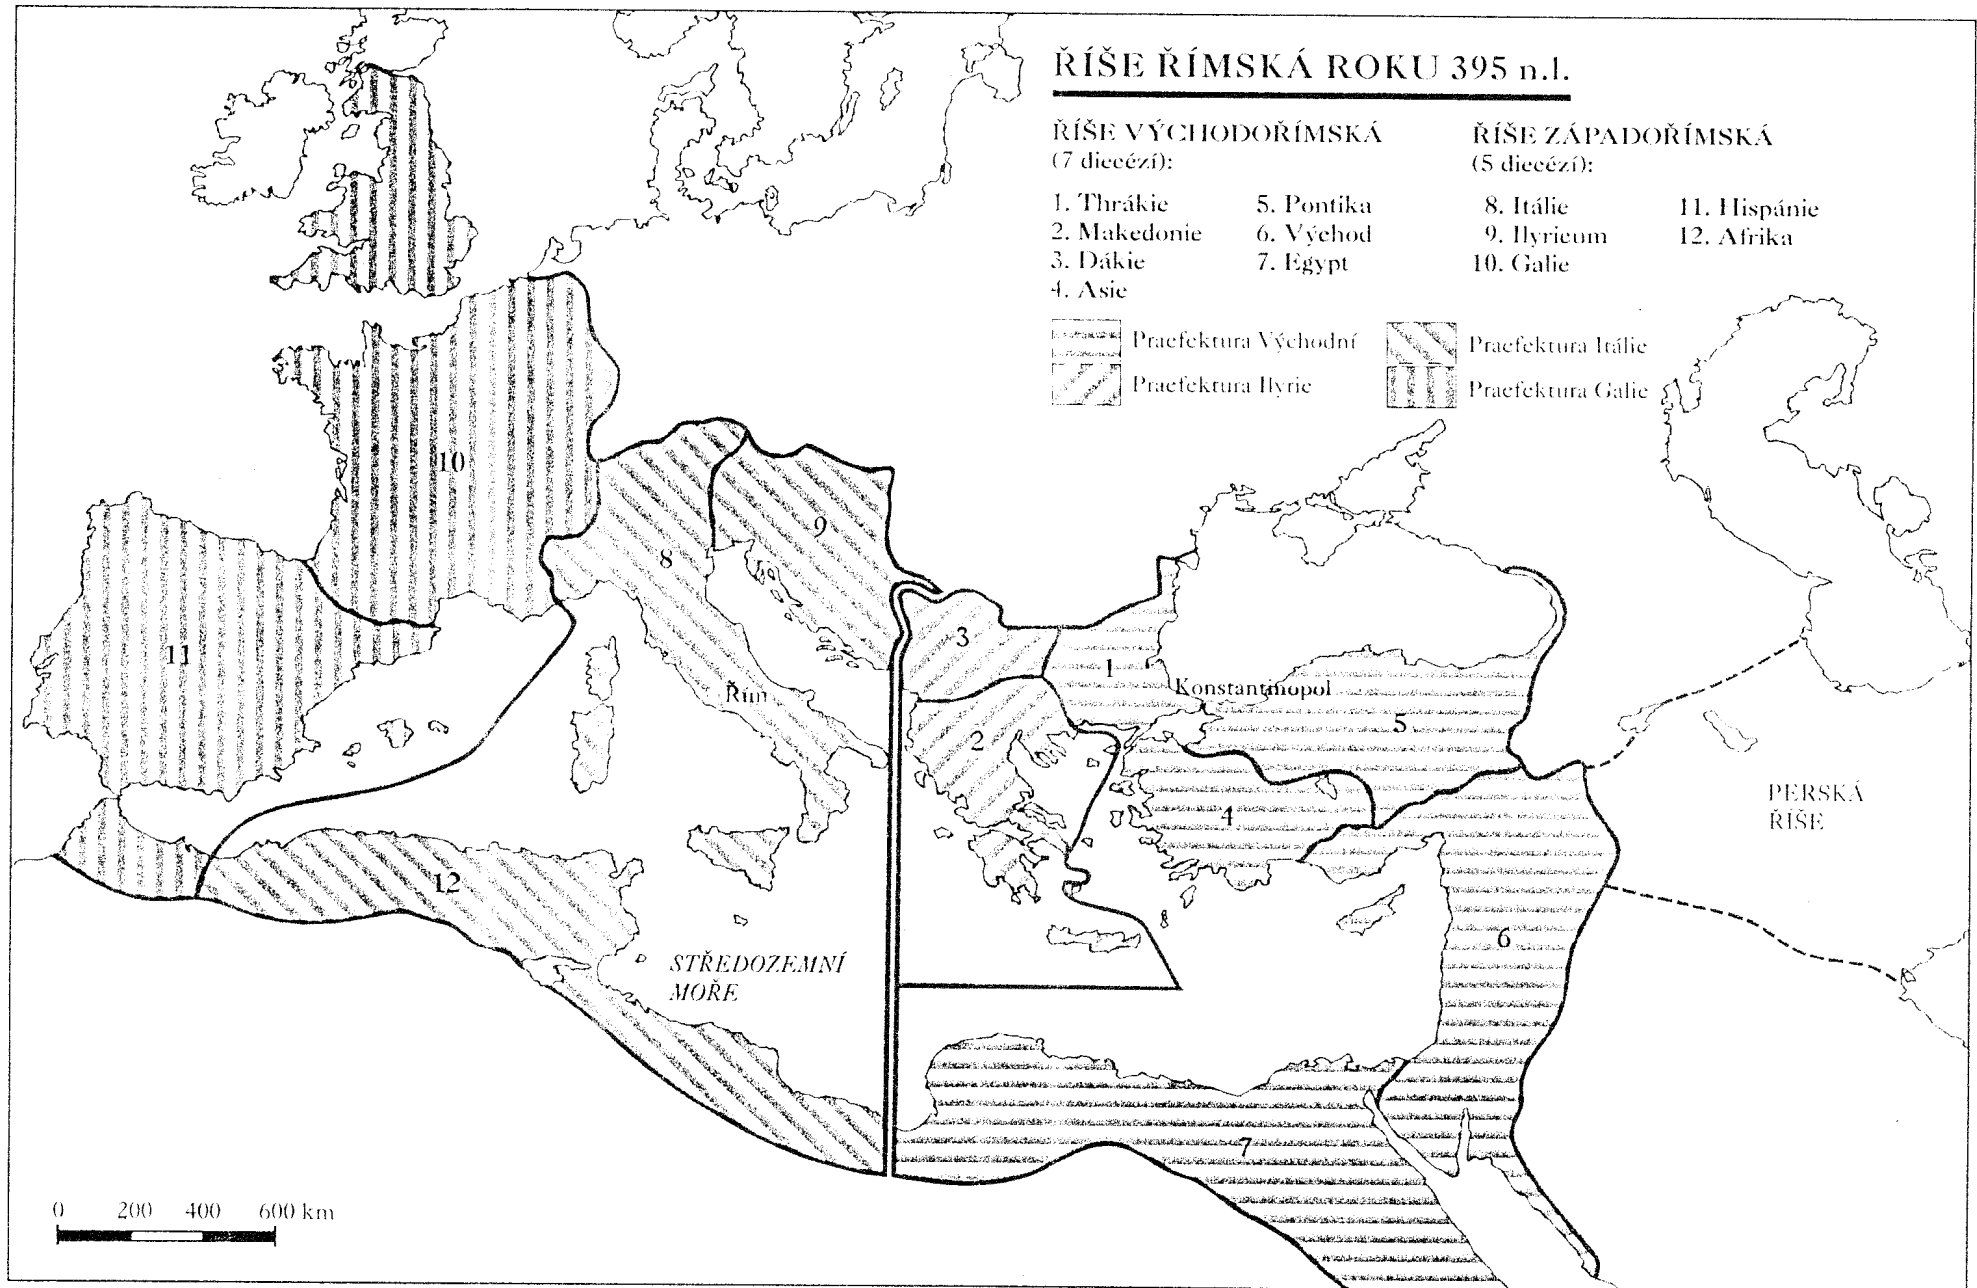 ŘÍŠE ŘÍMSKÁ ROKU 395 n.l.
ŘÍŠE VÝCHODOŘÍMSKÁ
(7 diecézí):
1. Thrákie
2. Makedonie
3. Dákie
4. Asie
5. Pontika
6. Východ
7. Egypt
ŘÍŠE ZÁPADOŘÍMSKÁ
(5 diecézí):
8. Itálie
9. Ilyricum
10. Galie
11. Hispánie
12. Afrika
Praefektura Východní
Praefektura Ilyrie
Praefektura Itálie
Praefektura Galie
10
9
8
11
3
1
Řím
Konstantinopol
5
2
4
PERSKÁ
ŘÍŠE
12
6
STŘEDOZEMNÍ
MOŘE
7
0 200 400 600 km